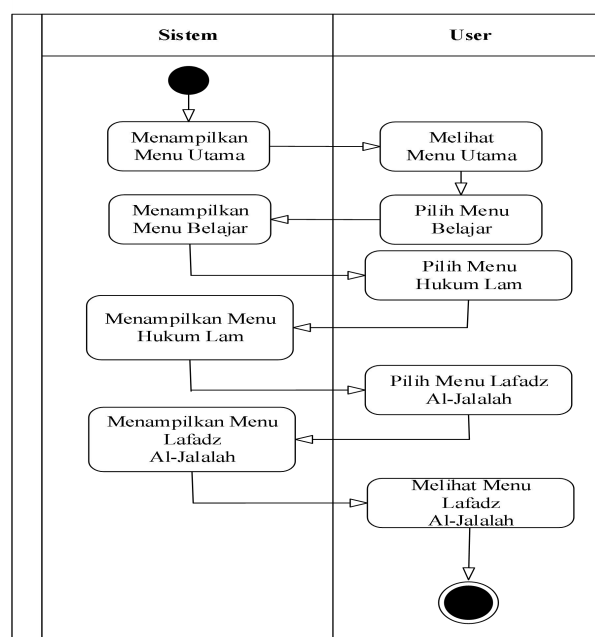 Sistem
User
Menampilkan
Menu Utama
Melihat
Menu Utama
Pilih Menu
Belajar
Menampilkan
Menu Belajar
Pilih Menu
Hukum Lam
Menampilkan Menu
Hukum Lam
Pilih Menu Lafadz
Al-Jalalah
Menampilkan Menu
Lafadz
Al-Jalalah
Melihat Menu
Lafadz
Al-Jalalah